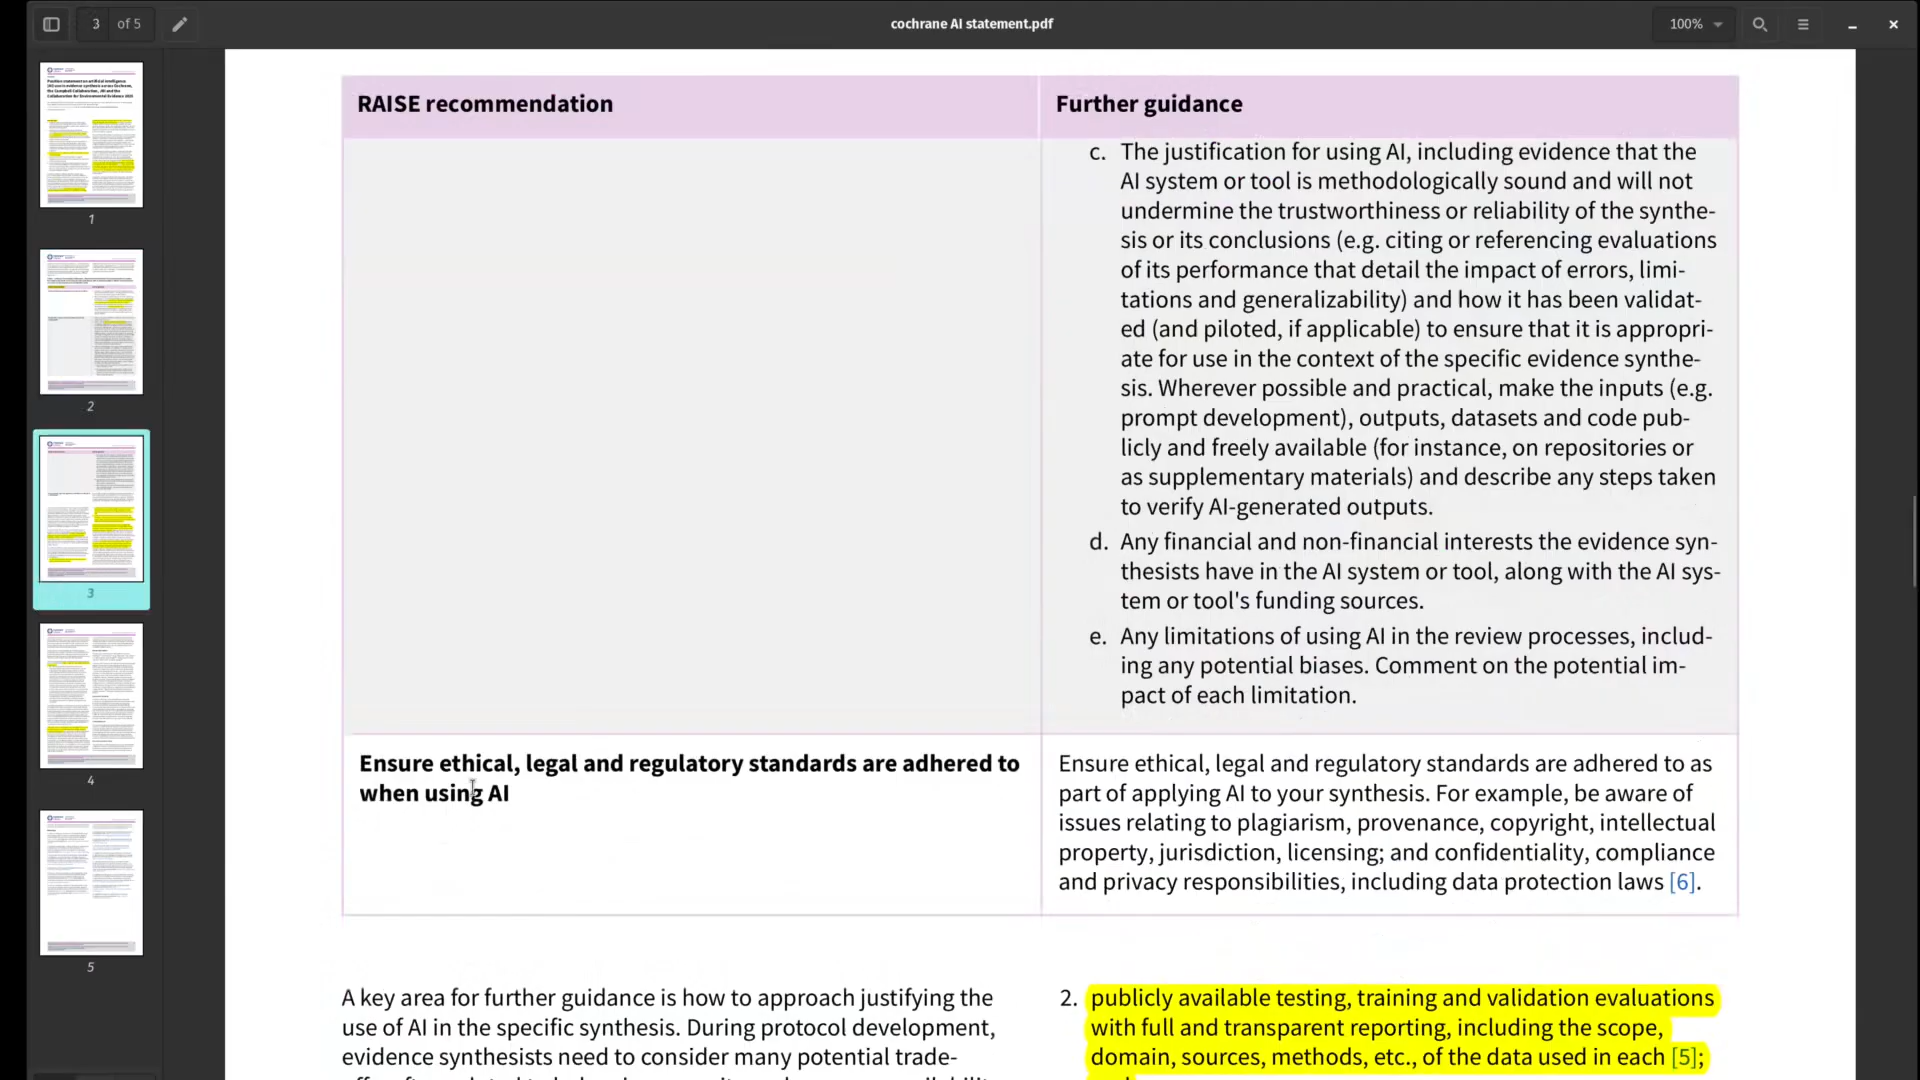 3 of 5
cochrane AI statement.pdf
100%
1
2
3
4
5
RAISE recommendation
Further guidance
c. The justification for using AI, including evidence that the
AI system or tool is methodologically sound and will not
undermine the trustworthiness or reliability of the synthe-
sis or its conclusions (e.g. citing or referencing evaluations
of its performance that detail the impact of errors, limi-
tations and generalizability) and how it has been validat-
ed (and piloted, if applicable) to ensure that it is appropri-
ate for use in the context of the specific evidence synthe-
sis. Wherever possible and practical, make the inputs (e.g.
prompt development), outputs, datasets and code pub-
licly and freely available (for instance, on repositories or
as supplementary materials) and describe any steps taken
to verify AI-generated outputs.
d. Any financial and non-financial interests the evidence syn-
thesists have in the AI system or tool, along with the AI sys-
tem or tool's funding sources.
e. Any limitations of using AI in the review processes, includ-
ing any potential biases. Comment on the potential im-
pact of each limitation.
Ensure ethical, legal and regulatory standards are adhered to
when using AI
Ensure ethical, legal and regulatory standards are adhered to as
part of applying AI to your synthesis. For example, be aware of
issues relating to plagiarism, provenance, copyright, intellectual
property, jurisdiction, licensing; and confidentiality, compliance
and privacy responsibilities, including data protection laws [6].
A key area for further guidance is how to approach justifying the
use of AI in the specific synthesis. During protocol development,
evidence synthesists need to consider many potential trade-
2. publicly available testing, training and validation evaluations
with full and transparent reporting, including the scope,
domain, sources, methods, etc., of the data used in each [5];